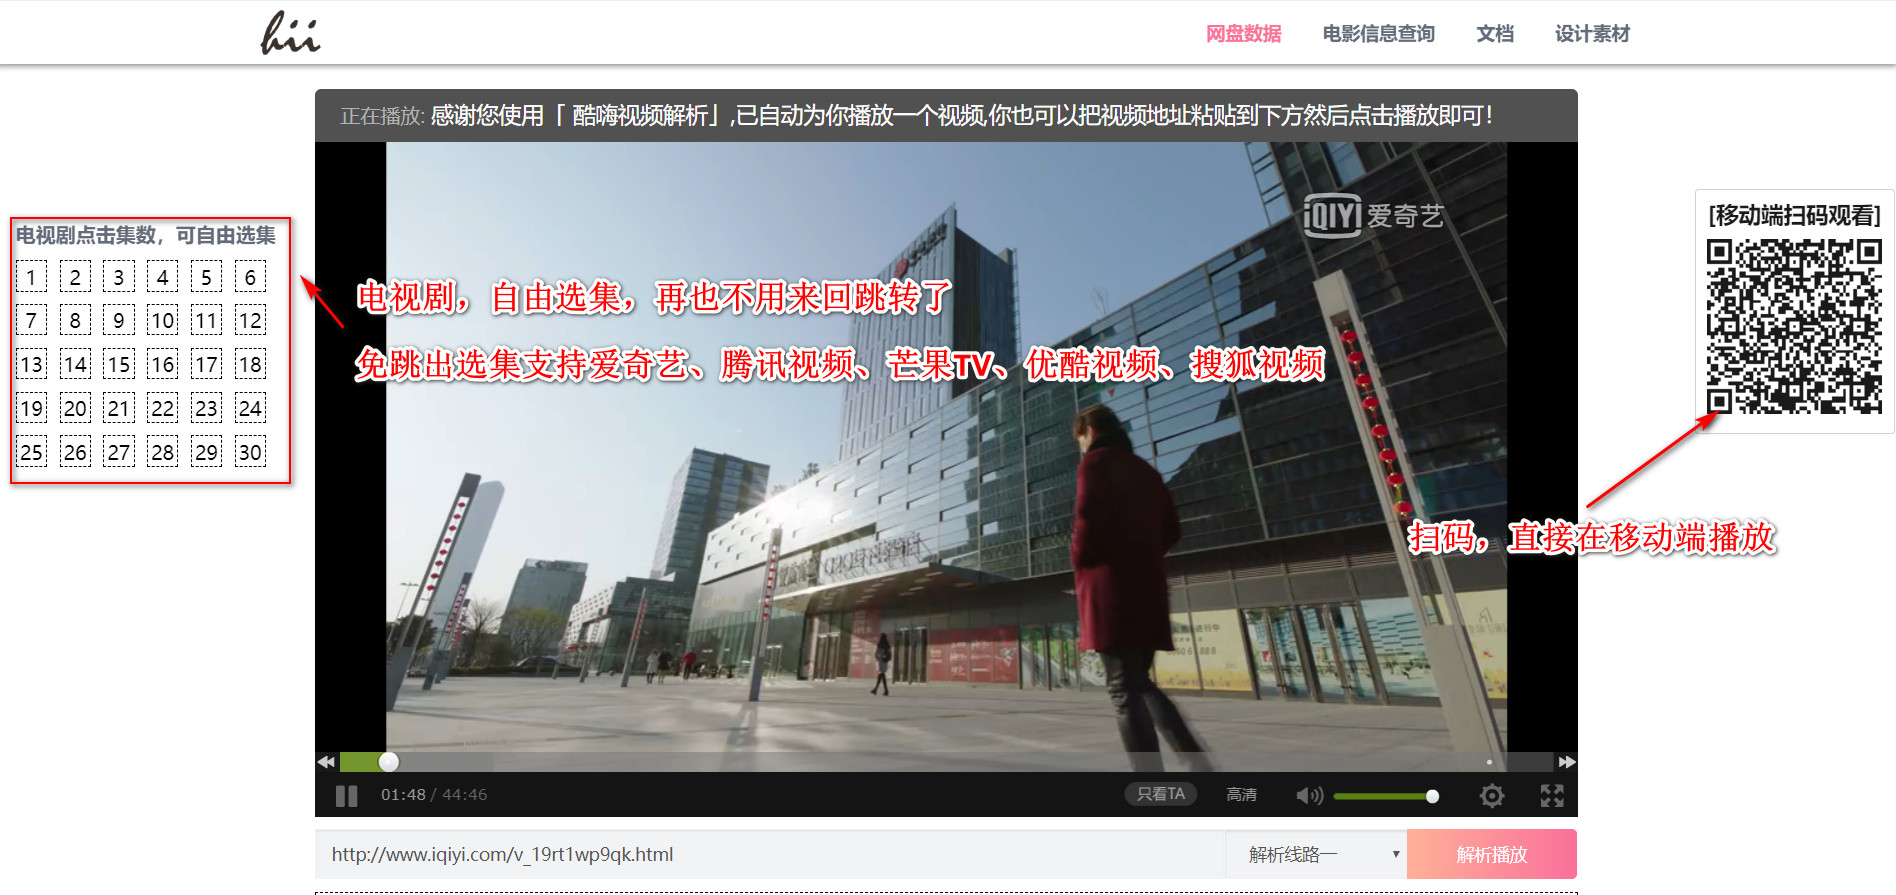 hii
网盘数据 电影信息查询 文档 设计素材
正在播放: 感谢您使用「 酷嗨视频解析」,已自动为你播放一个视频,你也可以把视频地址粘贴到下方然后点击播放即可!
iQIYI 爱奇艺
[移动端扫码观看]
电视剧点击集数，可自由选集
1 2 3 4 5 6
7 8 9 10 11 12
13 14 15 16 17 18
19 20 21 22 23 24
25 26 27 28 29 30
电视剧，自由选集，再也不用来回跳转了
免跳出选集支持爱奇艺、腾讯视频、芒果TV、优酷视频、搜狐视频
扫码，直接在移动端播放
01:48 / 44:46
只看TA 高清
http://www.iqiyi.com/v_19rt1wp9qk.html
解析线路一
解析播放